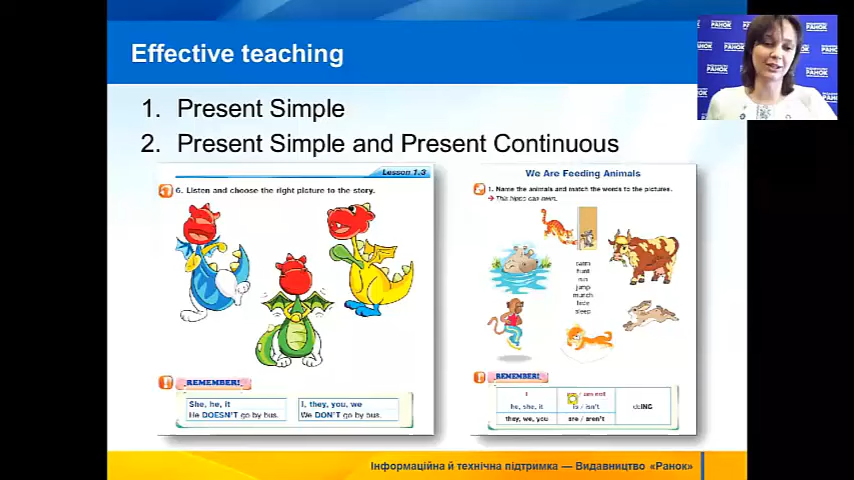 Effective teaching
РАНОК
1. Present Simple
2. Present Simple and Present Continuous
Lesson 1.3
6. Listen and choose the right picture to the story.
REMEMBER!
She, he, it
He DOESN'T go by bus.
I, they, you, we
We DON'T go by bus.
We Are Feeding Animals
1. Name the animals and match the words to the pictures.
This hippo can swim.
swim
hunt
run
jump
munch
hide
sleep
REMEMBER!
I
/ am not
he, she, it
is / isn't
doING
they, we, you
are / aren't
Інформаційна й технічна підтримка — Видавництво «Ранок»